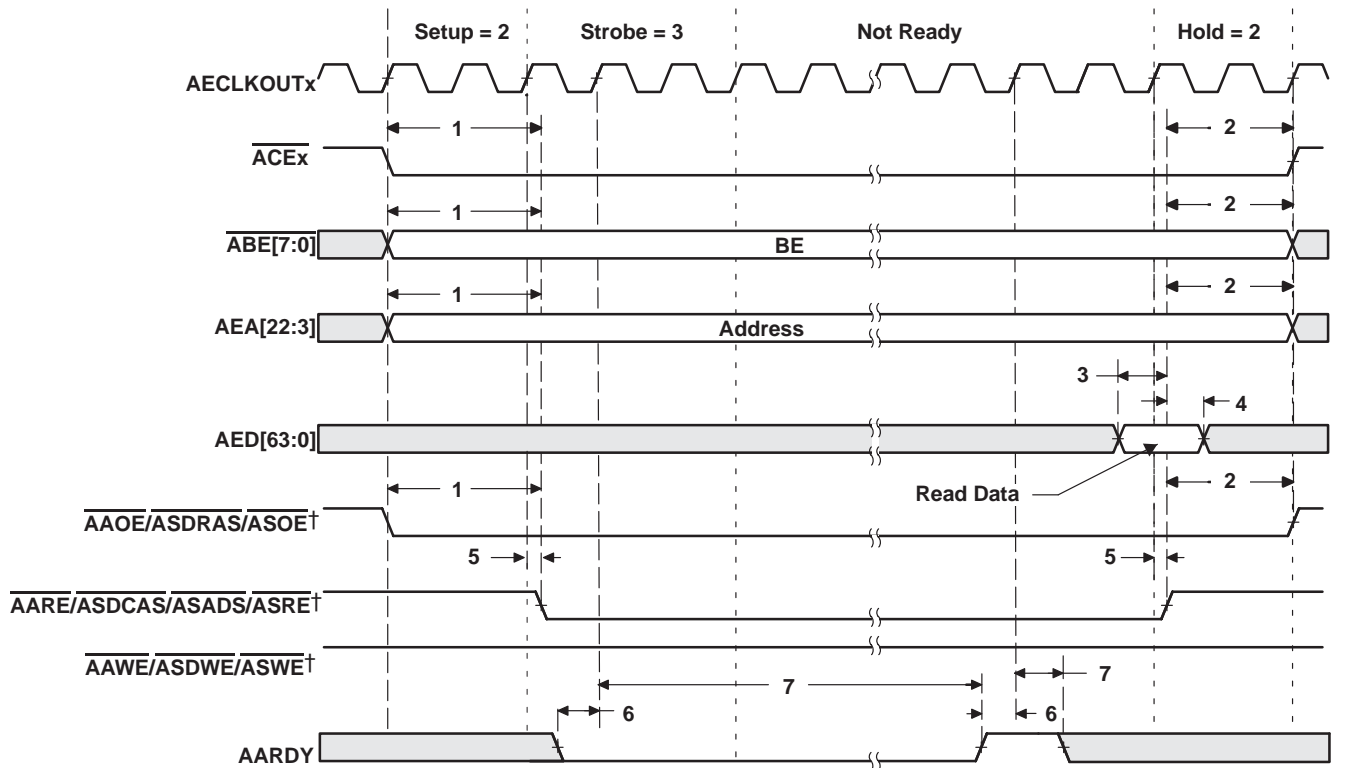 Setup = 2 Strobe = 3 Not Ready Hold = 2
AECLKOUTx
1 2
ACEx
1 2
ABE[7:0] BE
1 2
AEA[22:3] Address
3
4
AED[63:0]
1 Read Data 2
AAOE/ASDRAS/ASOE†
5 5
AARE/ASDCAS/ASADS/ASRE†
AAWE/ASDWE/ASWE†
7 7
6 6
AARDY